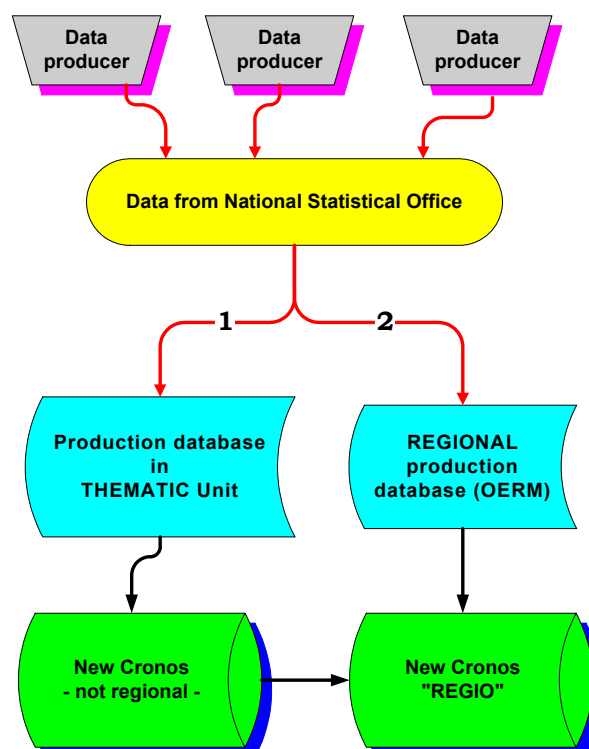 Data
producer
Data
producer
Data
producer
Data from National Statistical Office
1
2
Production database
in
THEMATIC Unit
REGIONAL
production
database (OERM)
New Cronos
- not regional -
New Cronos
"REGIO"